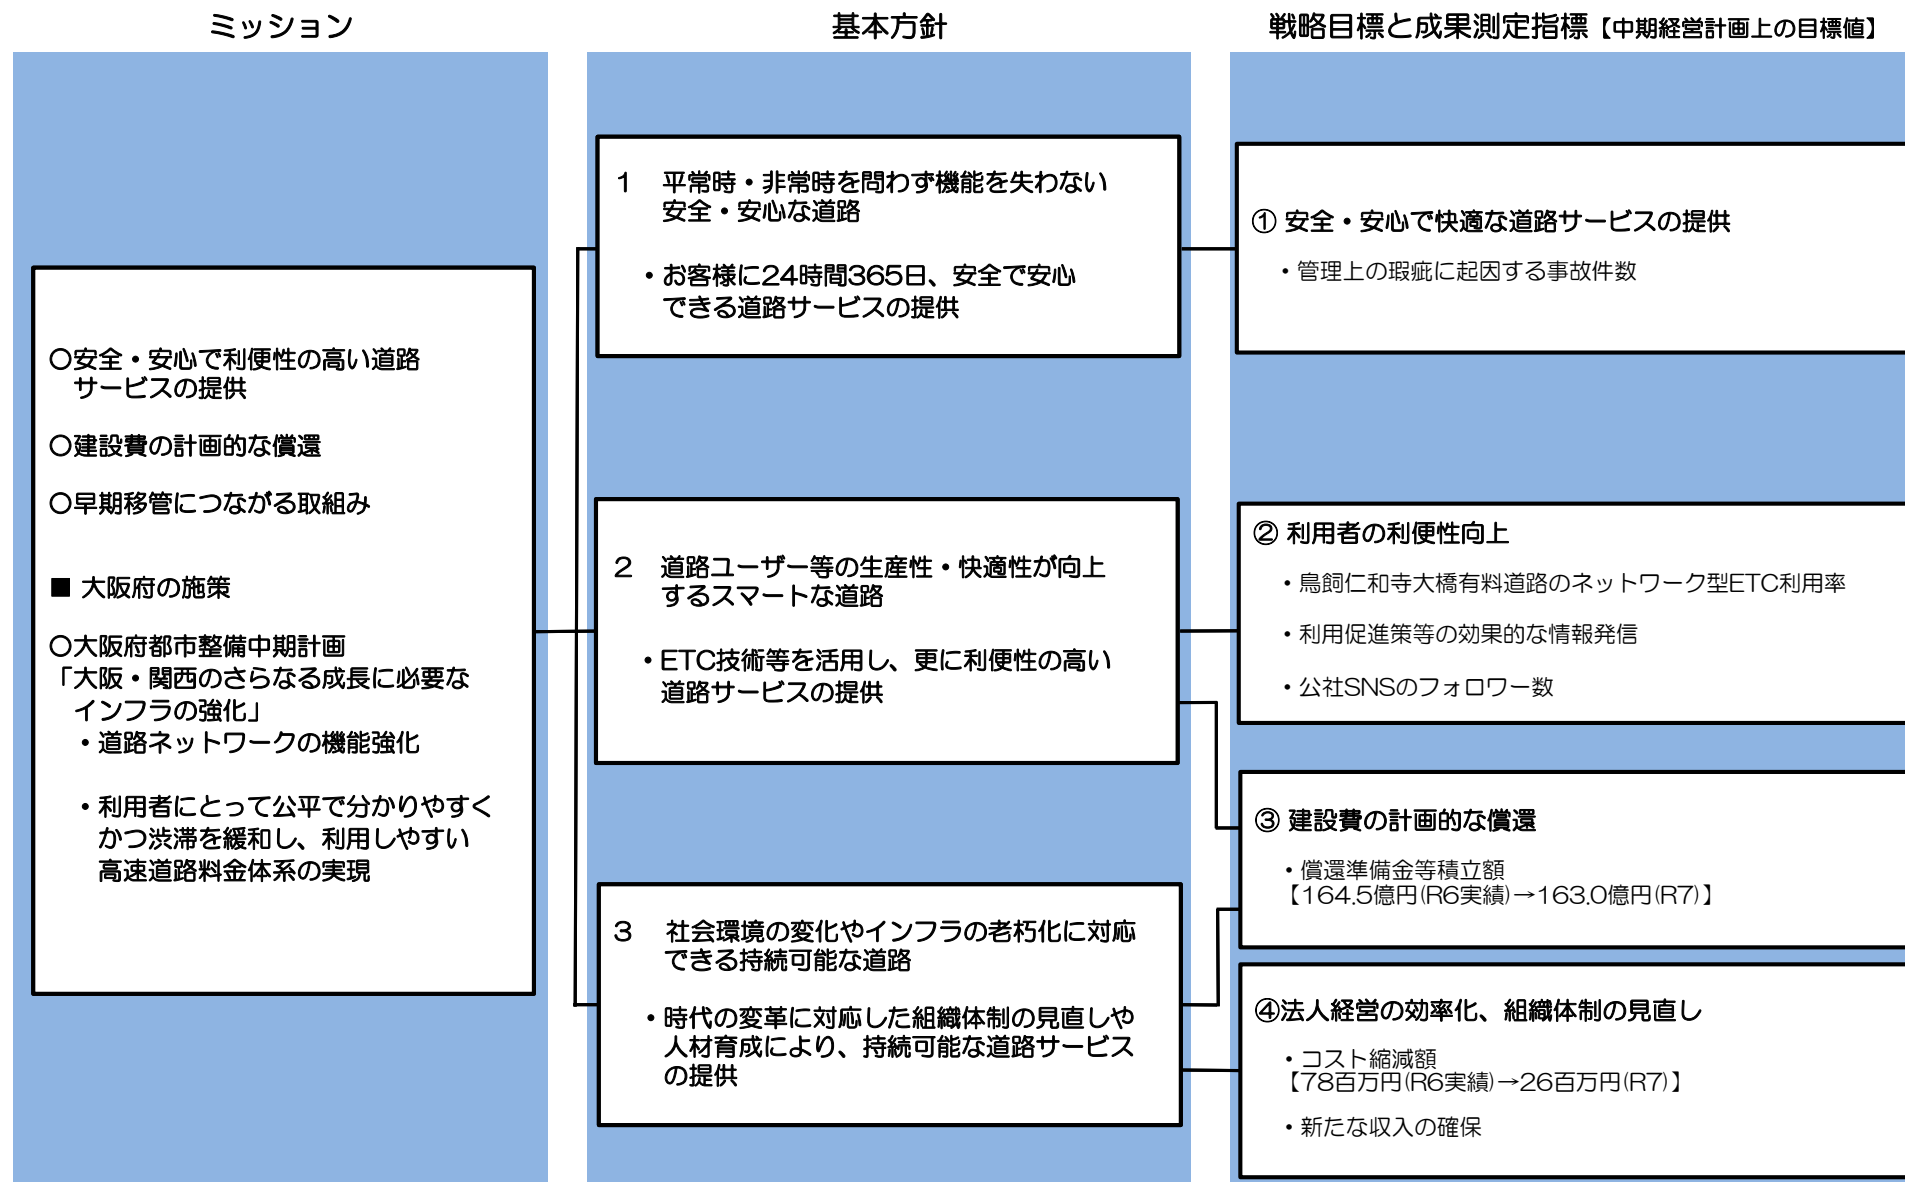 ミッション
○安全・安心で利便性の高い道路
サービスの提供
○建設費の計画的な償還
○早期移管につながる取組み
■ 大阪府の施策
○大阪府都市整備中期計画
「大阪・関西のさらなる成長に必要な
インフラの強化」
・道路ネットワークの機能強化
・利用者にとって公平で分かりやすく
かつ渋滞を緩和し、利用しやすい
高速道路料金体系の実現
基本方針
1 平常時・非常時を問わず機能を失わない
安全・安心な道路
・お客様に24時間365日、安全で安心
できる道路サービスの提供
2 道路ユーザー等の生産性・快適性が向上
するスマートな道路
・ETC技術等を活用し、更に利便性の高い
道路サービスの提供
3 社会環境の変化やインフラの老朽化に対応
できる持続可能な道路
・時代の変革に対応した組織体制の見直しや
人材育成により、持続可能な道路サービス
の提供
戦略目標と成果測定指標【中期経営計画上の目標値】
① 安全・安心で快適な道路サービスの提供
・管理上の瑕疵に起因する事故件数
② 利用者の利便性向上
・鳥飼仁和寺大橋有料道路のネットワーク型ETC利用率
・利用促進策等の効果的な情報発信
・公社SNSのフォロワー数
③ 建設費の計画的な償還
・償還準備金等積立額
【164.5億円(R6実績)→163.0億円(R7)】
④法人経営の効率化、組織体制の見直し
・コスト縮減額
【78百万円(R6実績)→26百万円(R7)】
・新たな収入の確保